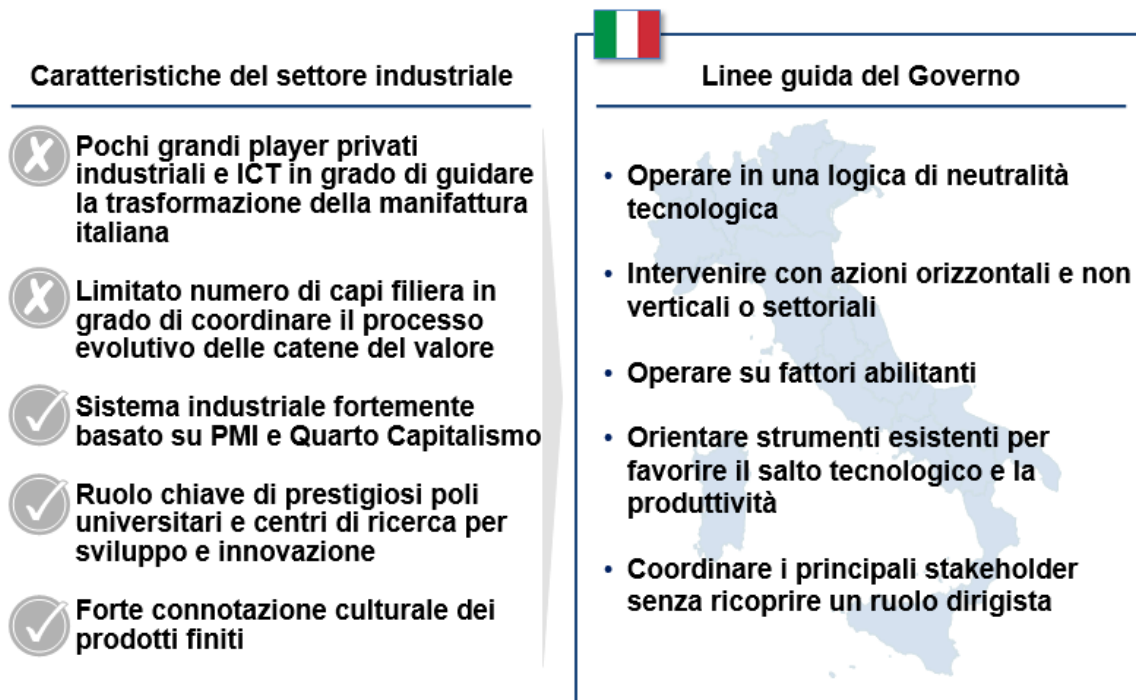 Caratteristiche del settore industriale
Pochi grandi player privati
industriali e ICT in grado di guidare
la trasformazione della manifattura
italiana
Limitato numero di capi filiera in
grado di coordinare il processo
evolutivo delle catene del valore
Sistema industriale fortemente
basato su PMI e Quarto Capitalismo
Ruolo chiave di prestigiosi poli
universitari e centri di ricerca per
sviluppo e innovazione
Forte connotazione culturale dei
prodotti finiti
Linee guida del Governo
• Operare in una logica di neutralità
tecnologica
• Intervenire con azioni orizzontali e non
verticali o settoriali
• Operare su fattori abilitanti
• Orientare strumenti esistenti per
favorire il salto tecnologico e la
produttività
• Coordinare i principali stakeholder
senza ricoprire un ruolo dirigista